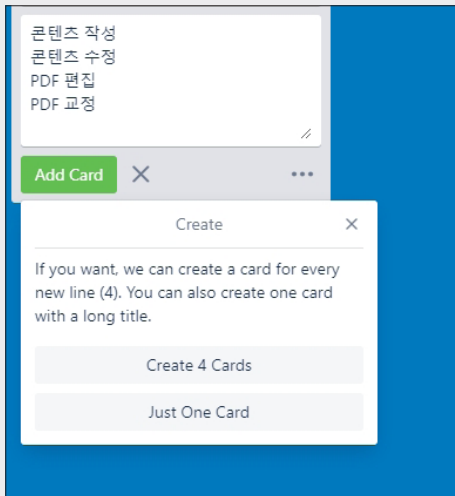 콘텐츠 작성
콘텐츠 수정
PDF 편집
PDF 교정
Add Card
Create
If you want, we can create a card for every
new line (4). You can also create one card
with a long title.
Create 4 Cards
Just One Card